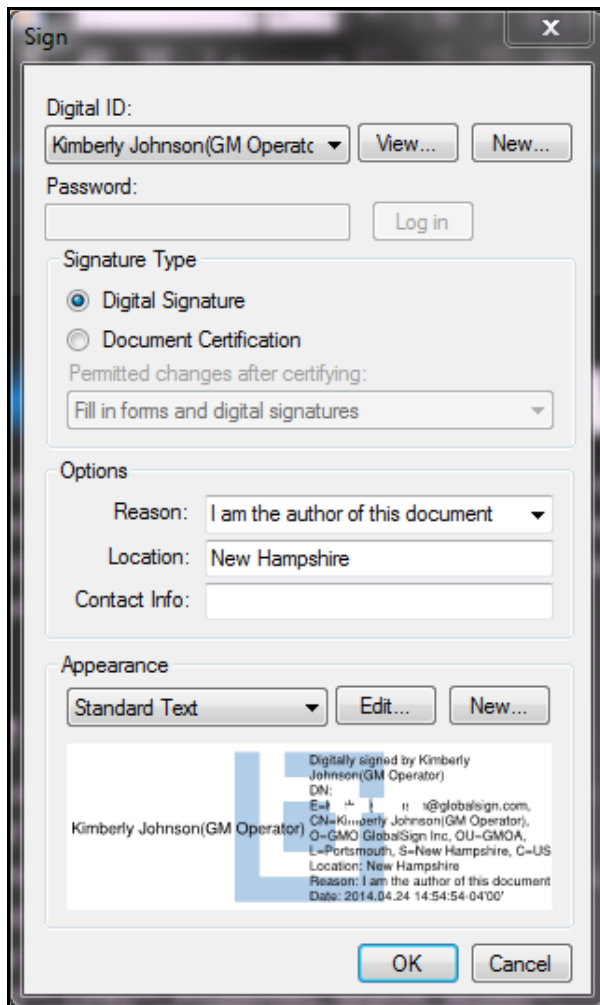 Sign
Digital ID:
Kimberly Johnson(GM Operatc
View...
New...
Password:
Log in
Signature Type
Digital Signature
Document Certification
Permitted changes after certifying:
Fill in forms and digital signatures
Options
Reason: I am the author of this document
Location: New Hampshire
Contact Info:
Appearance
Standard Text
Edit...
New...
Kimberly Johnson(GM Operator)
Digitally signed by Kimberly
Johnson(GM Operator)
DN:
@globalsign.com,
CN=Kimberly Johnson(GM Operator),
O=GMO GlobalSign Inc, OU=GMOA,
L=Portsmouth, S=New Hampshire, C=US
Location: New Hampshire
Reason: I am the author of this document
Date: 2014.04.24 14:54:54-04'00'
OK
Cancel